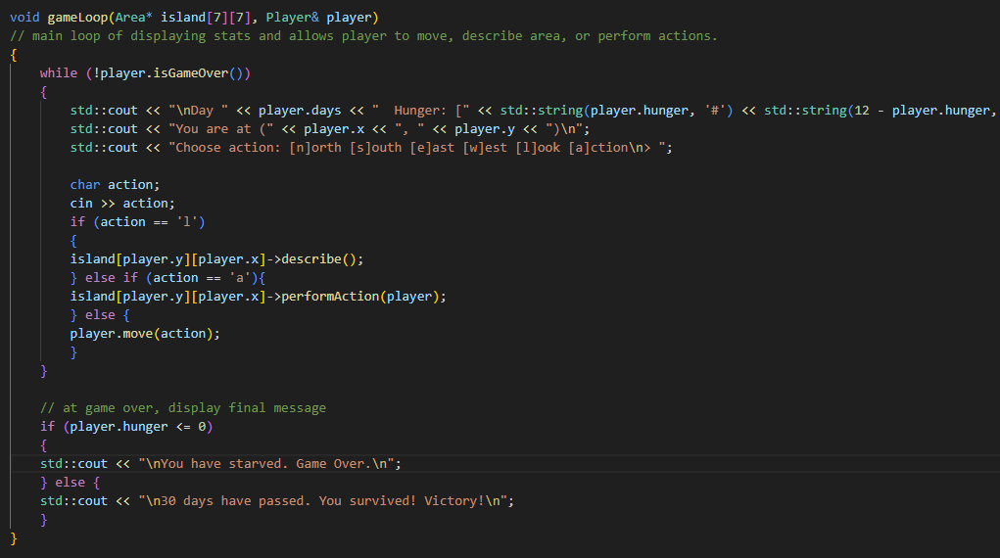 void gameLoop(Area* island[7][7], Player& player)
// main loop of displaying stats and allows player to move, describe area, or perform actions.
{
    while (!player.isGameOver())
    {
        std::cout << "\nDay " << player.days << "  Hunger: [" << std::string(player.hunger, '#') << std::string(12 - player.hunger,
        std::cout << "You are at (" << player.x << ", " << player.y << ")\n";
        std::cout << "Choose action: [n]orth [s]outh [e]ast [w]est [l]ook [a]ction\n> ";

        char action;
        cin >> action;
        if (action == 'l')
        {
        island[player.y][player.x]->describe();
        } else if (action == 'a'){
        island[player.y][player.x]->performAction(player);
        } else {
        player.move(action);
        }
    }

    // at game over, display final message
    if (player.hunger <= 0)
    {
    std::cout << "\nYou have starved. Game Over.\n";
    } else {
    std::cout << "\n30 days have passed. You survived! Victory!\n";
    }
}